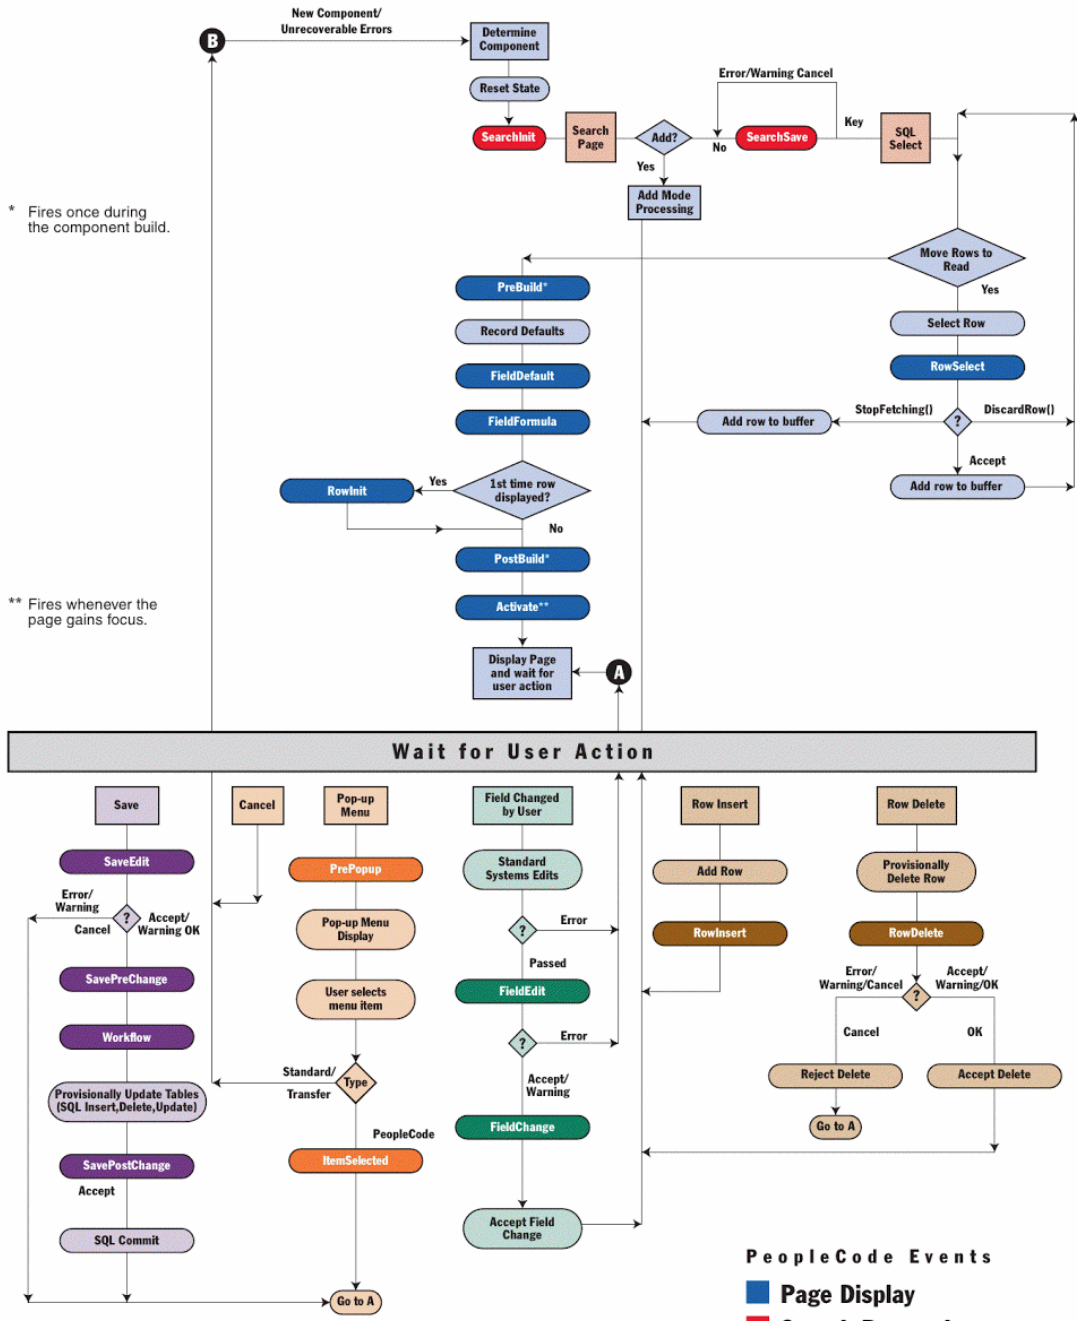 New Component/
Unrecoverable Errors
B
Determine
Component
Reset State
Error/Warning Cancel
SearchInit
Search
Page
Add?
No
SearchSave
Key
SQL
Select
Yes
Add Mode
Processing
* Fires once during
the component build.
Move Rows to
Read
Yes
PreBuild*
Select Row
Record Defaults
RowSelect
FieldDefault
StopFetching()
DiscardRow()
FieldFormula
Add row to buffer
?
Accept
1st time row
displayed?
Yes
RowInit
Add row to buffer
No
PostBuild*
** Fires whenever the
page gains focus.
Activate**
Display Page
and wait for
user action
A
Wait for User Action
Save
Cancel
Pop-up
Menu
Field Changed
by User
Row Insert
Row Delete
SaveEdit
PrePopup
Standard
Systems Edits
Add Row
Provisionally
Delete Row
Error/
Warning
Cancel
?
Accept/
Warning OK
Pop-up Menu
Display
?
Error
RowInsert
RowDelete
Passed
SavePreChange
User selects
menu item
FieldEdit
Error/
Warning/Cancel
?
Accept/
Warning/OK
Workflow
?
Error
Cancel
OK
Standard/
Transfer
Type
Accept/
Warning
Reject Delete
Accept Delete
Provisionally Update Tables
(SQL Insert,Delete,Update)
PeopleCode
FieldChange
Go to A
SavePostChange
ItemSelected
Accept
SQL Commit
Accept Field
Change
Go to A
PeopleCode Events
Page Display